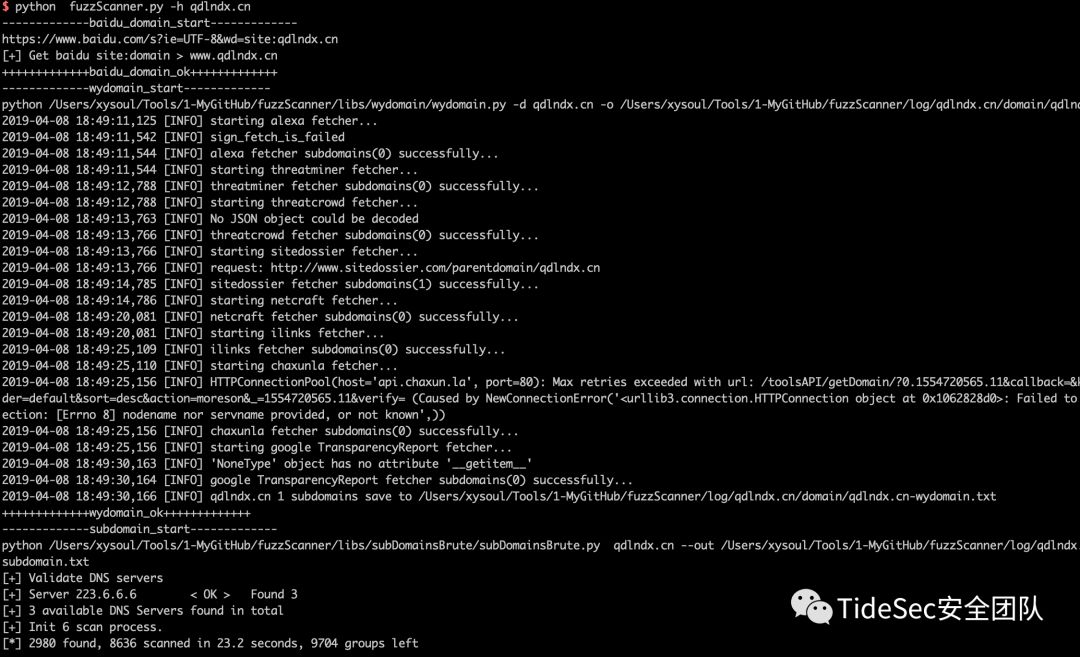 $ python  fuzzScanner.py -h qdlndx.cn
-------------baidu_domain_start-------------
https://www.baidu.com/s?ie=UTF-8&wd=site:qdlndx.cn
[+] Get baidu site:domain > www.qdlndx.cn
+++++++++++++baidu_domain_ok+++++++++++++
-------------wydomain_start-------------
python /Users/xysoul/Tools/1-MyGitHub/fuzzScanner/libs/wydomain/wydomain.py -d qdlndx.cn -o /Users/xysoul/Tools/1-MyGitHub/fuzzScanner/log/qdlndx.cn/domain/qdlnd
2019-04-08 18:49:11,125 [INFO] starting alexa fetcher...
2019-04-08 18:49:11,542 [INFO] sign_fetch_is_failed
2019-04-08 18:49:11,544 [INFO] alexa fetcher subdomains(0) successfully...
2019-04-08 18:49:11,544 [INFO] starting threatminer fetcher...
2019-04-08 18:49:12,788 [INFO] threatminer fetcher subdomains(0) successfully...
2019-04-08 18:49:12,788 [INFO] starting threatcrowd fetcher...
2019-04-08 18:49:13,763 [INFO] No JSON object could be decoded
2019-04-08 18:49:13,766 [INFO] threatcrowd fetcher subdomains(0) successfully...
2019-04-08 18:49:13,766 [INFO] starting sitedossier fetcher...
2019-04-08 18:49:13,766 [INFO] request: http://www.sitedossier.com/parentdomain/qdlndx.cn
2019-04-08 18:49:14,785 [INFO] sitedossier fetcher subdomains(1) successfully...
2019-04-08 18:49:14,786 [INFO] starting netcraft fetcher...
2019-04-08 18:49:20,081 [INFO] netcraft fetcher subdomains(0) successfully...
2019-04-08 18:49:20,081 [INFO] starting ilinks fetcher...
2019-04-08 18:49:25,109 [INFO] ilinks fetcher subdomains(0) successfully...
2019-04-08 18:49:25,110 [INFO] starting chaxunla fetcher...
2019-04-08 18:49:25,156 [INFO] HTTPConnectionPool(host='api.chaxun.la', port=80): Max retries exceeded with url: /toolsAPI/getDomain/?0.1554720565.11&callback=&k
der=default&sort=desc&action=moreson&_=1554720565.11&verify= (Caused by NewConnectionError('<urllib3.connection.HTTPConnection object at 0x1062828d0>: Failed to
ection: [Errno 8] nodename nor servname provided, or not known',))
2019-04-08 18:49:25,156 [INFO] chaxunla fetcher subdomains(0) successfully...
2019-04-08 18:49:25,156 [INFO] starting google TransparencyReport fetcher...
2019-04-08 18:49:30,163 [INFO] 'NoneType' object has no attribute '__getitem__'
2019-04-08 18:49:30,164 [INFO] google TransparencyReport fetcher subdomains(0) successfully...
2019-04-08 18:49:30,166 [INFO] qdlndx.cn 1 subdomains save to /Users/xysoul/Tools/1-MyGitHub/fuzzScanner/log/qdlndx.cn/domain/qdlndx.cn-wydomain.txt
+++++++++++++wydomain_ok+++++++++++++
-------------subdomain_start-------------
python /Users/xysoul/Tools/1-MyGitHub/fuzzScanner/libs/subDomainsBrute/subDomainsBrute.py  qdlndx.cn --out /Users/xysoul/Tools/1-MyGitHub/fuzzScanner/log/qdlndx.
subdomain.txt
[+] Validate DNS servers
[+] Server 223.6.6.6        < OK >   Found 3
[+] 3 available DNS Servers found in total
[+] Init 6 scan process.
[*] 2980 found, 8636 scanned in 23.2 seconds, 9704 groups left
TideSec安全团队